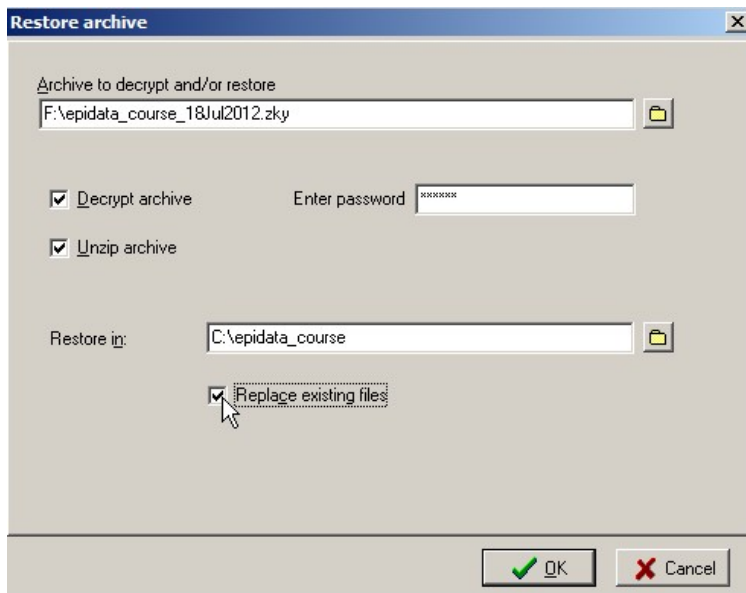 Restore archive
Archive to decrypt and/or restore
F:\epidata_course_18Jul2012.zky
Decrypt archive
Enter password
******
Unzip archive
Restore in:
C:\epidata_course
Replace existing files
OK
Cancel